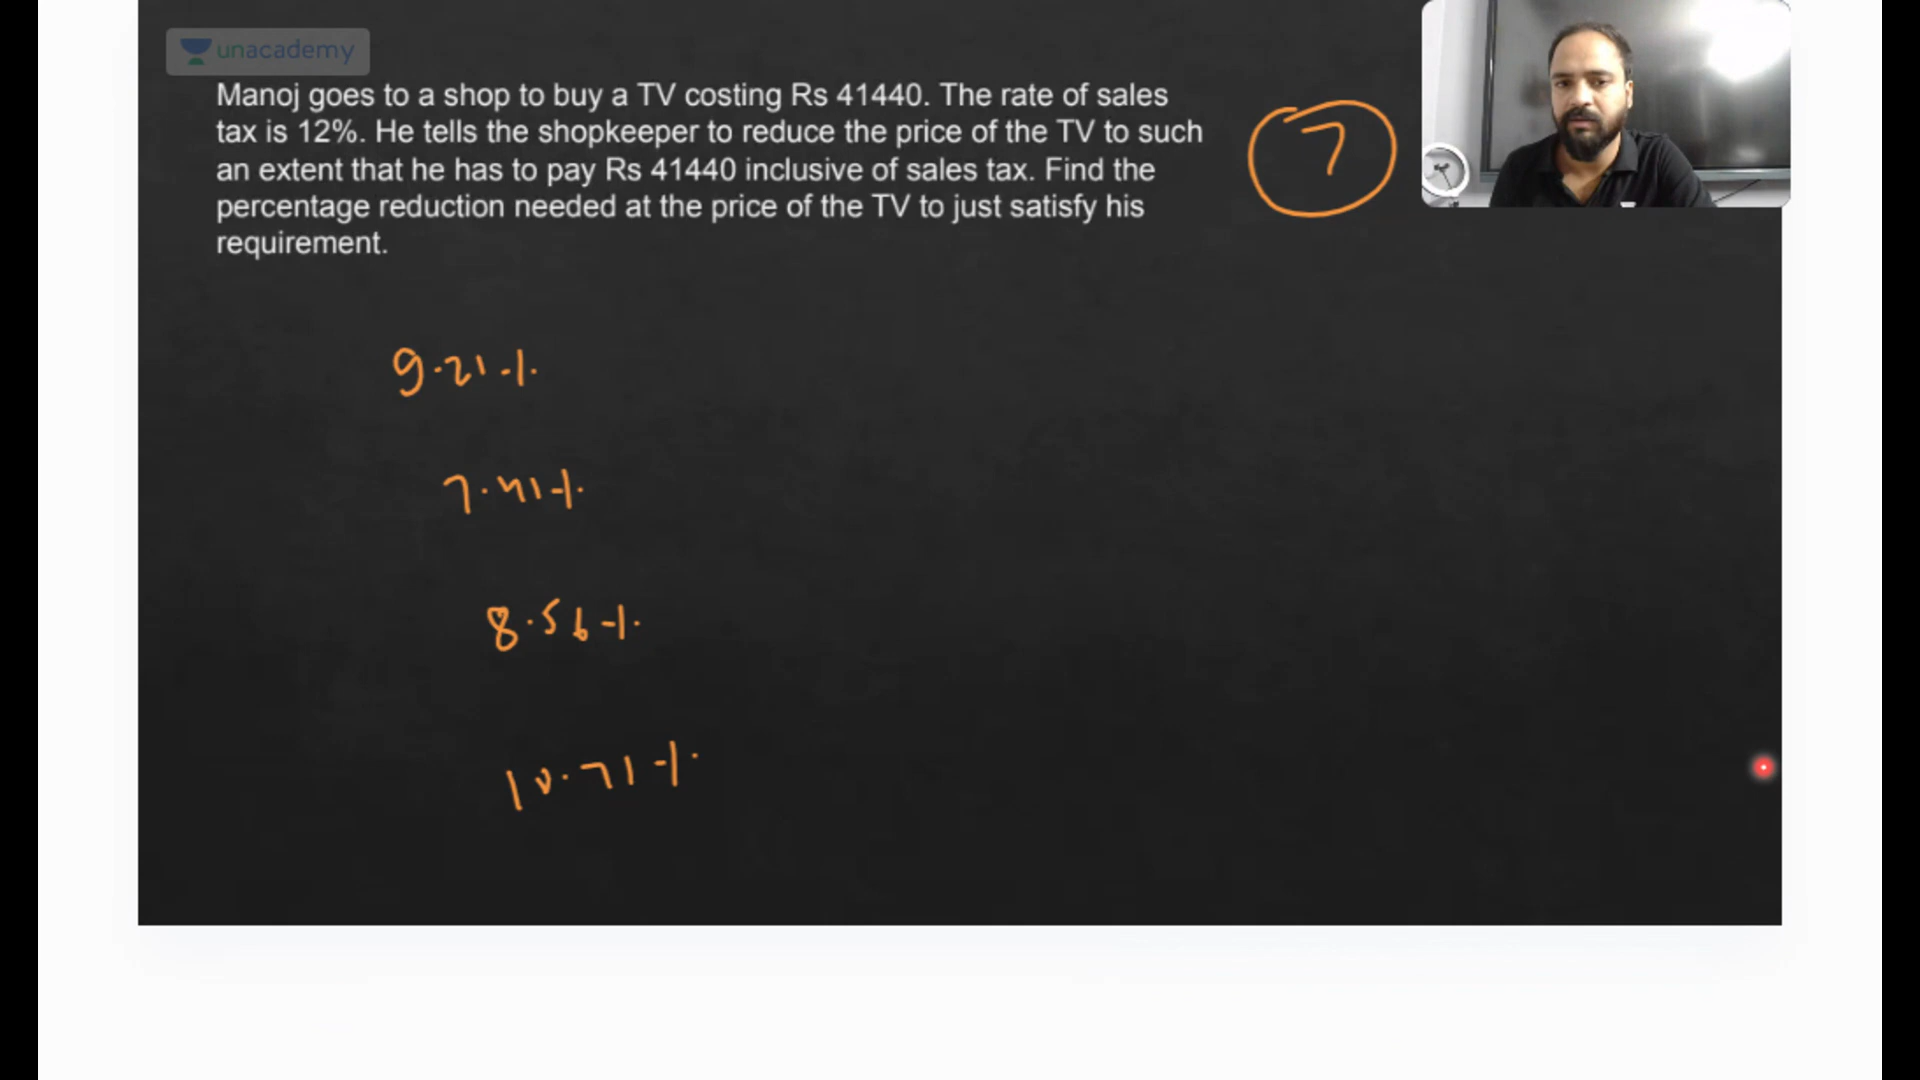 unacademy
Manoj goes to a shop to buy a TV costing Rs 41440. The rate of sales
tax is 12%. He tells the shopkeeper to reduce the price of the TV to such
an extent that he has to pay Rs 41440 inclusive of sales tax. Find the
percentage reduction needed at the price of the TV to just satisfy his
requirement.
7
9.21%
7.41%
8.56%
10.71%